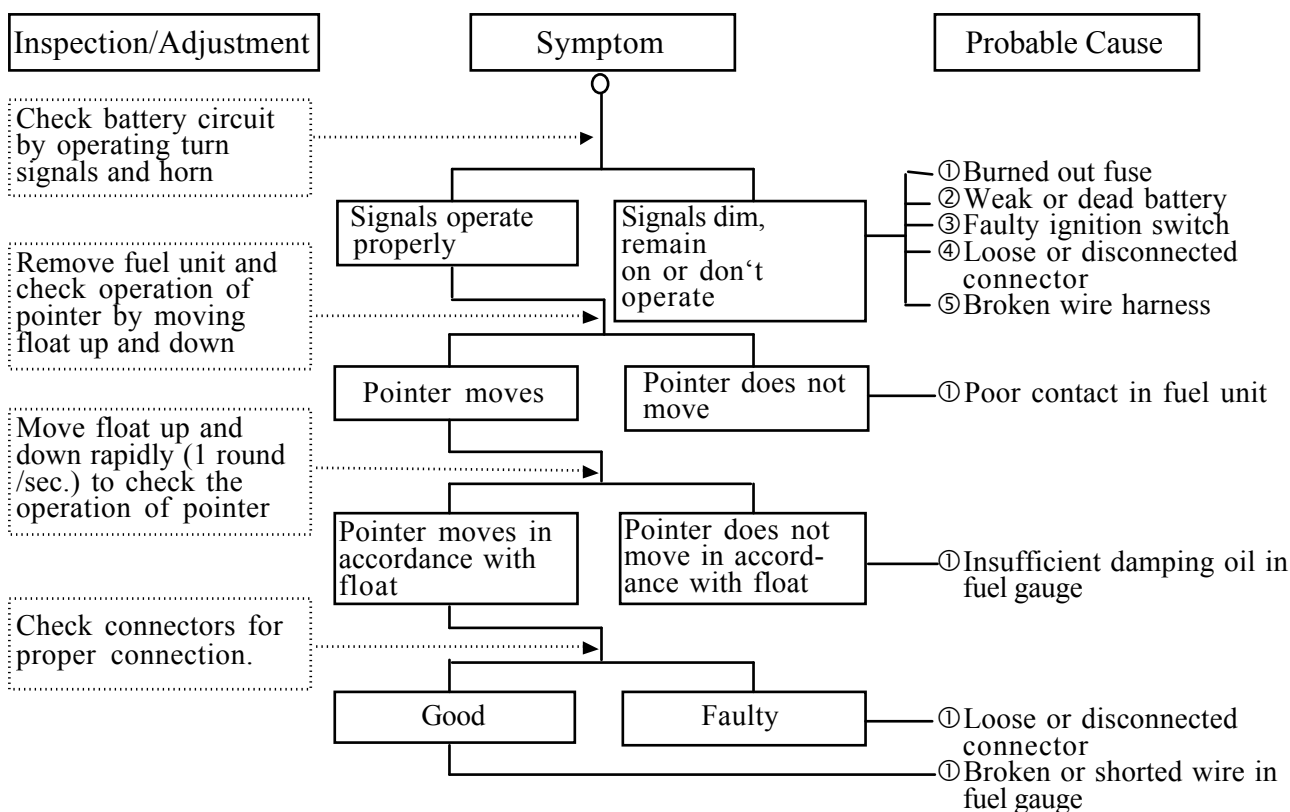 Inspection/Adjustment
Symptom
Probable Cause
Check battery circuit
by operating turn
signals and horn
Signals operate
properly
Signals dim,
remain
on or don‘t
operate
①Burned out fuse
②Weak or dead battery
③Faulty ignition switch
④Loose or disconnected
connector
⑤Broken wire harness
Remove fuel unit and
check operation of
pointer by moving
float up and down
Pointer moves
Pointer does not
move
①Poor contact in fuel unit
Move float up and
down rapidly (1 round
/sec.) to check the
operation of pointer
Pointer moves in
accordance with
float
Pointer does not
move in accord-
ance with float
①Insufficient damping oil in
fuel gauge
Check connectors for
proper connection.
Good
Faulty
①Loose or disconnected
connector
①Broken or shorted wire in
fuel gauge